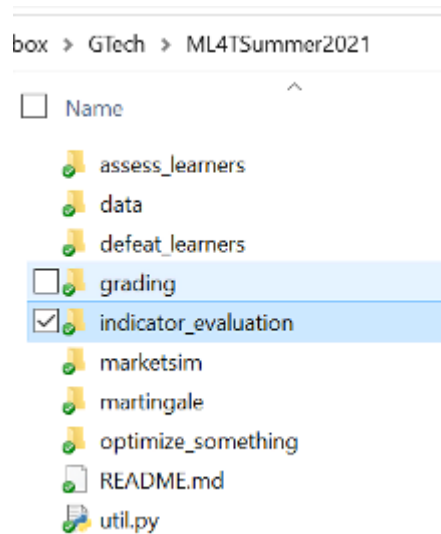 box > GTech > ML4TSummer2021
Name
assess_learners
data
defeat_learners
grading
indicator_evaluation
marketsim
martingale
optimize_something
README.md
util.py